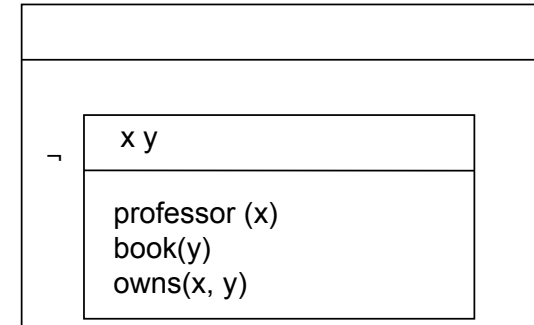 x y
¬
professor (x)
book(y)
owns(x, y)